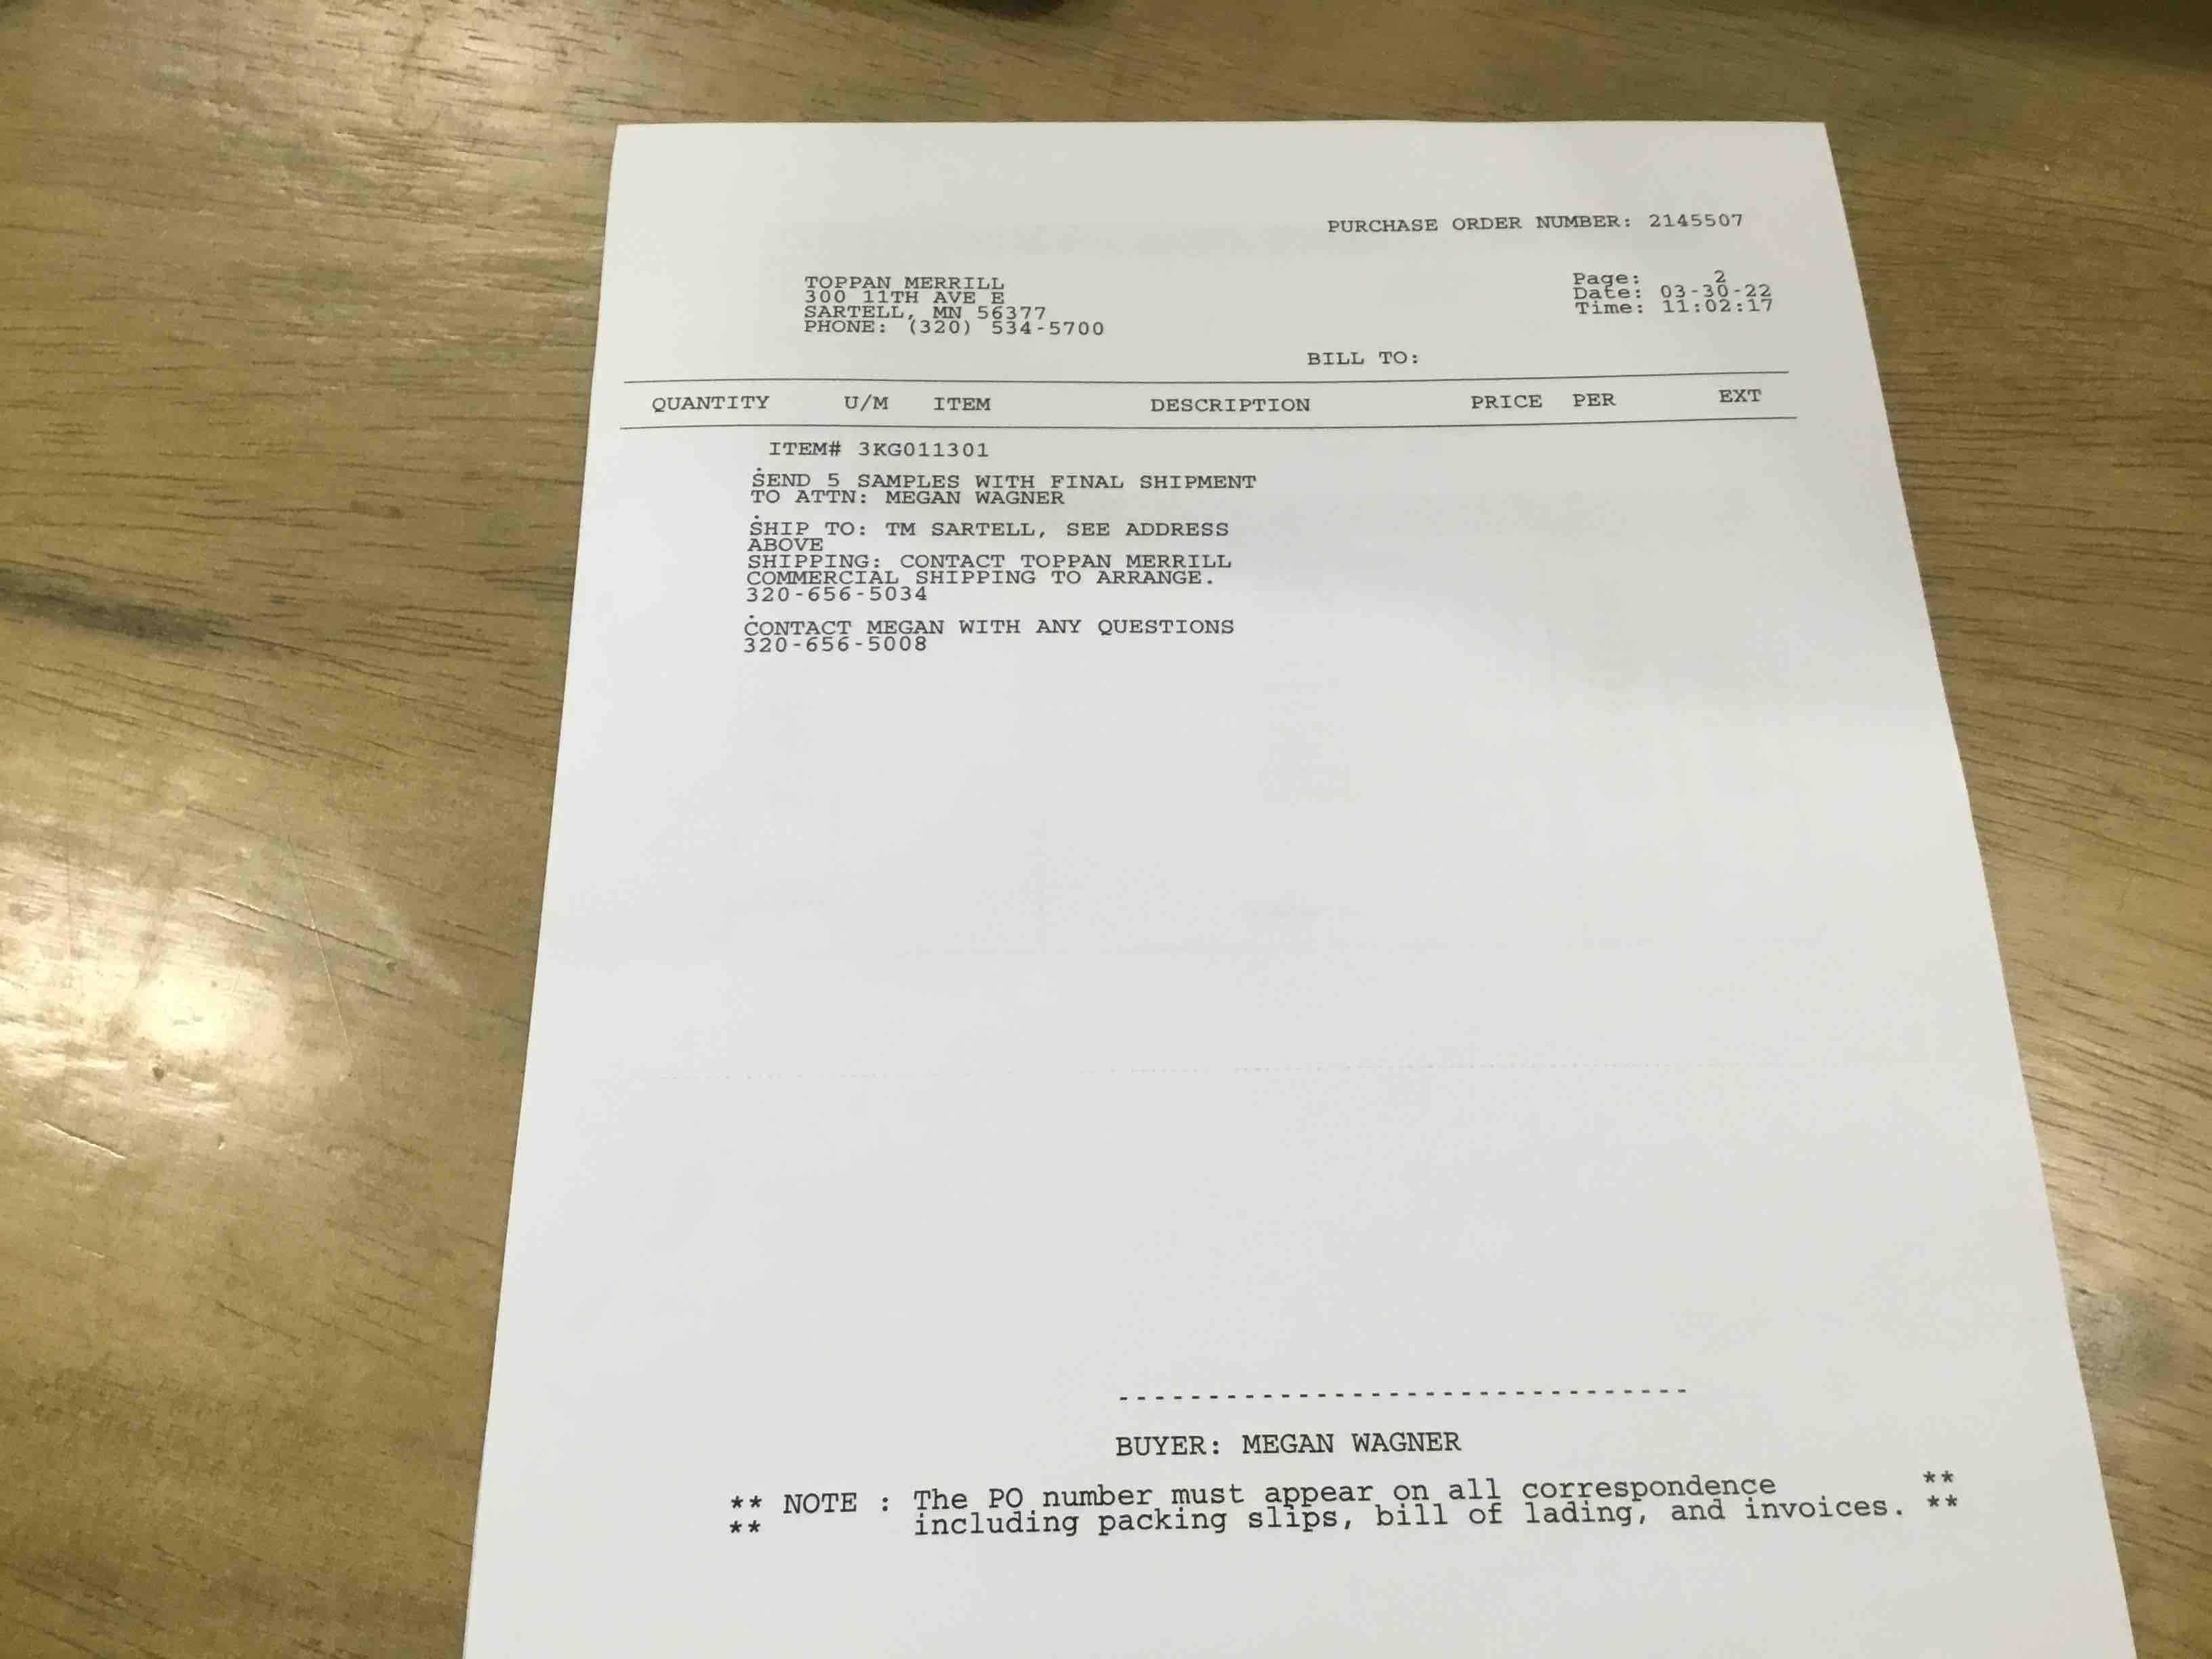 PURCHASE ORDER NUMBER: 2145507
TOPPAN MERRILL
300 11TH AVE E
SARTELL, MN 56377
PHONE: (320) 534-5700
Page: 2
Date: 03-30-22
Time: 11:02:17
BILL TO:
QUANTITY U/M ITEM DESCRIPTION PRICE PER EXT
ITEM# 3KG011301
.
SEND 5 SAMPLES WITH FINAL SHIPMENT
TO ATTN: MEGAN WAGNER
.
SHIP TO: TM SARTELL, SEE ADDRESS
ABOVE
SHIPPING: CONTACT TOPPAN MERRILL
COMMERCIAL SHIPPING TO ARRANGE.
320-656-5034
.
CONTACT MEGAN WITH ANY QUESTIONS
320-656-5008
--------------------------------
BUYER: MEGAN WAGNER
** NOTE : The PO number must appear on all correspondence **
** including packing slips, bill of lading, and invoices. **